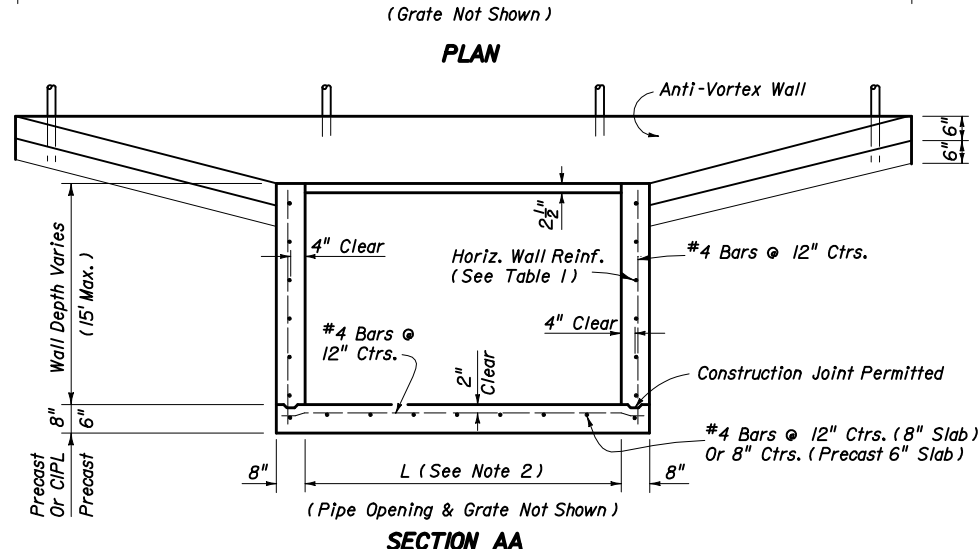 (Grate Not Shown)
PLAN
Anti-Vortex Wall
6"
6"
2½"
4" Clear
Horiz. Wall Reinf.
(See Table 1)
#4 Bars @ 12" Ctrs.
Wall Depth Varies
(15' Max.)
4" Clear
#4 Bars @
12" Ctrs.
2"
Clear
Construction Joint Permitted
8"
6"
#4 Bars @ 12" Ctrs. (8" Slab)
Or 8" Ctrs. (Precast 6" Slab)
Precast
Or CIPL
Precast
8"
L (See Note 2)
8"
(Pipe Opening & Grate Not Shown)
SECTION AA